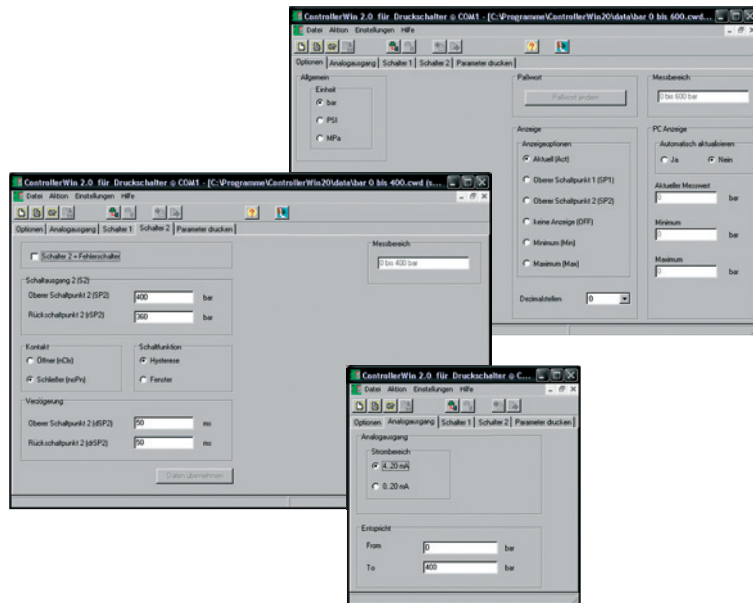 ControllerWin 2.0 für Druckschalter @ COM1 - [C:\Programme\ControllerWin20\data\bar 0 bis 600.cwd...
Datei Aktion Einstellungen Hilfe
Optionen Analogausgang Schalter 1 Schalter 2 Parameter drucken
Allgemein
Einheit
bar
PSI
MPa
Paßwort
Paßwort ändern
Messbereich
0 bis 600 bar
Anzeige
Anzeigeoptionen
Aktuell (Act)
Oberer Schaltpunkt 1 (SP1)
Oberer Schaltpunkt 2 (SP2)
keine Anzeige (OFF)
Minimum (Min)
Maximum (Max)
Dezimalstellen 0
PC Anzeige
Automatisch aktualisieren
Ja Nein
Aktueller Messwert
0 bar
Minimum
0 bar
Maximum
0 bar
ControllerWin 2.0 für Druckschalter @ COM1 - [C:\Programme\ControllerWin20\data\bar 0 bis 400.cwd (s...
Datei Aktion Einstellungen Hilfe
Optionen Analogausgang Schalter 1 Schalter 2 Parameter drucken
Schalter 2 = Fehlerschalter
Messbereich
0 bis 400 bar
Schaltausgang 2 (S2)
Oberer Schaltpunkt 2 (SP2) 400 bar
Rückschaltpunkt 2 (rSP2) 360 bar
Kontakt
Öffner (nClo)
Schließer (noPn)
Schaltfunktion
Hysterese
Fenster
Verzögerung
Oberer Schaltpunkt 2 (dSP2) 50 ms
Rückschaltpunkt 2 (drSP2) 50 ms
Daten übernehmen
ControllerWin 2.0 für Druckschalter @ C...
Datei Aktion Einstellungen Hilfe
Optionen Analogausgang Schalter 1 Schalter 2 Parameter drucken
Analogausgang
Strombereich
4..20 mA
0..20 mA
Entspricht
From 0 bar
To 400 bar